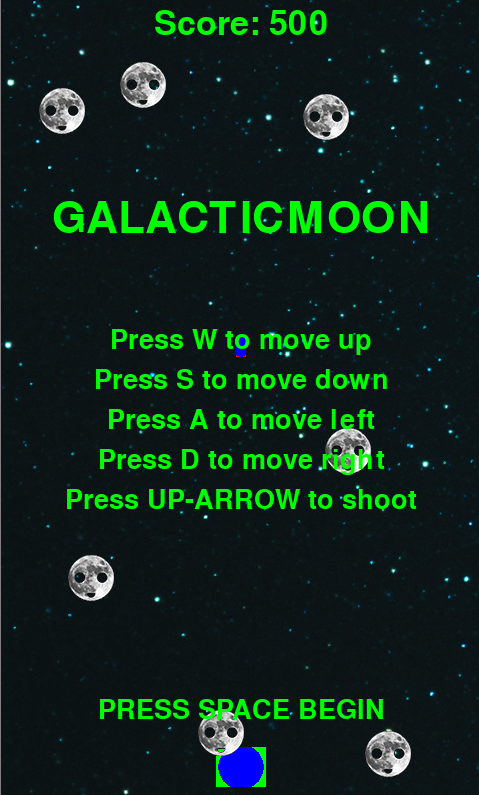 Score: 500
GALACTICMOON
Press W to move up
Press S to move down
Press A to move left
Press D to move right
Press UP-ARROW to shoot
PRESS SPACE BEGIN